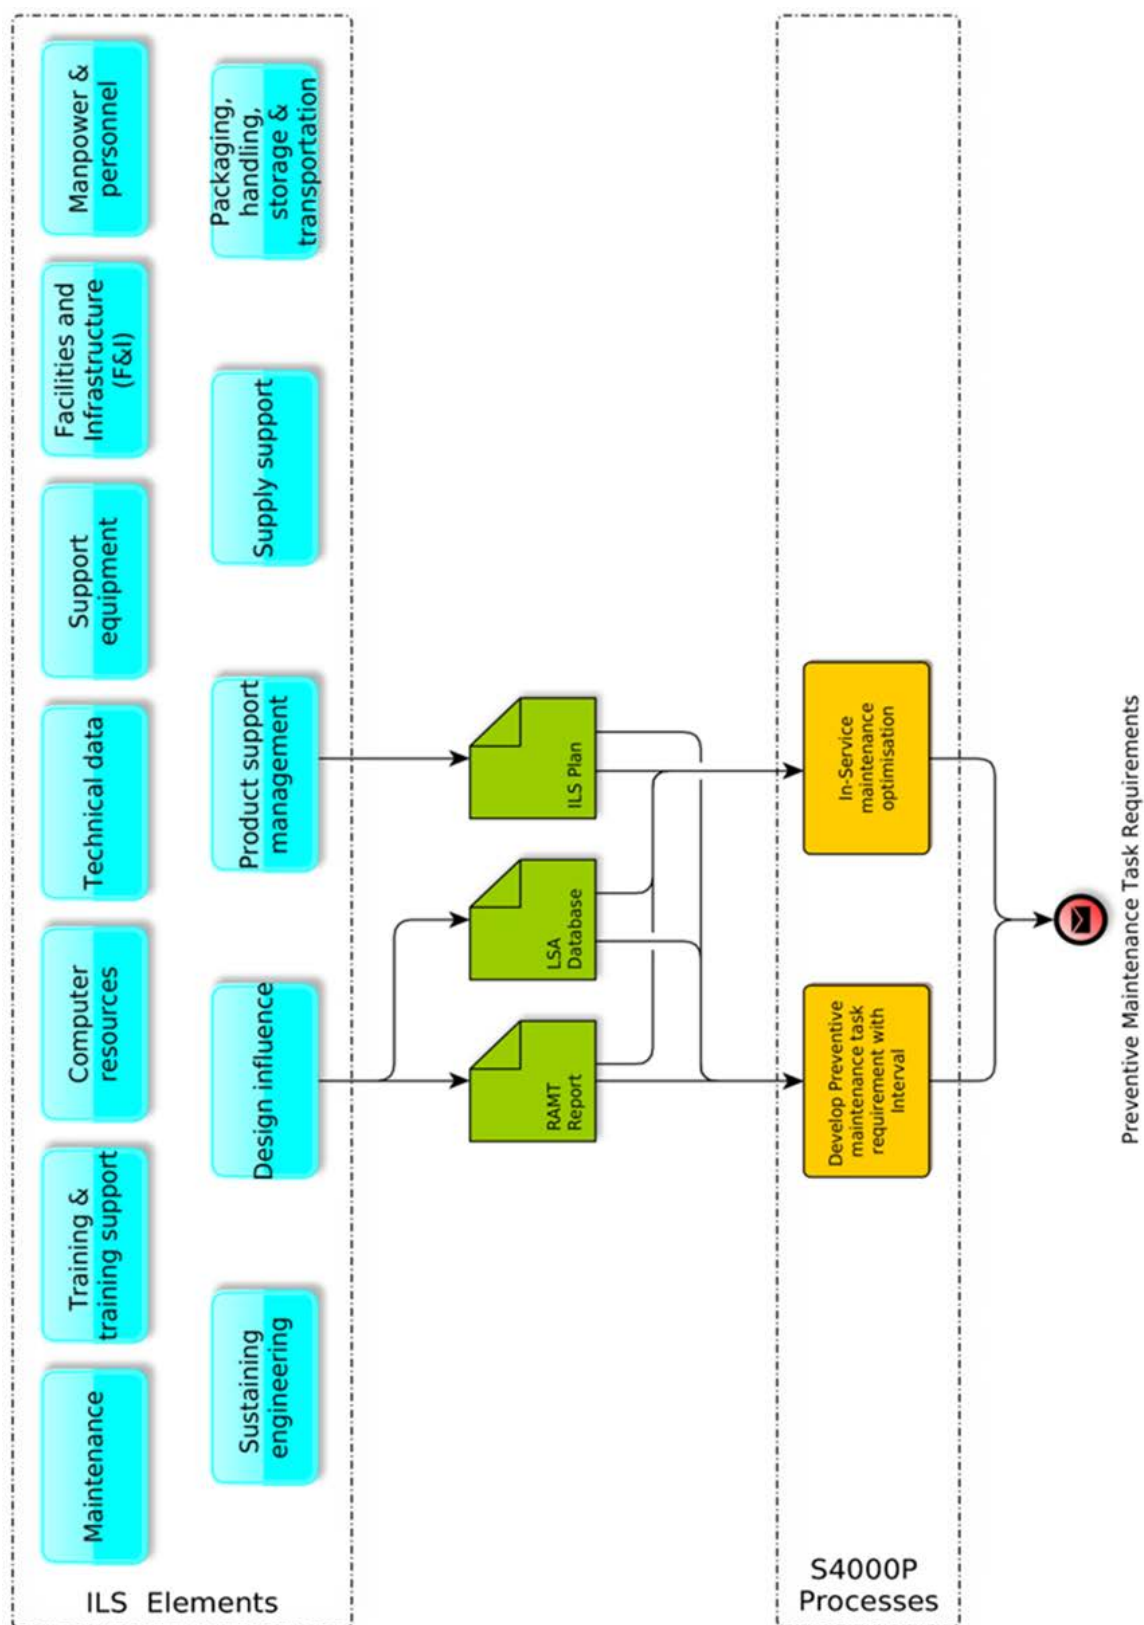 ILS Elements
Maintenance
Training &
training support
Computer
resources
Technical data
Support
equipment
Facilities and
Infrastructure
(F&I)
Manpower &
personnel
Sustaining
engineering
Design influence
Product support
management
Supply support
Packaging,
handling,
storage &
transportation
RAMT
Report
LSA
Database
ILS Plan
S4000P
Processes
Develop Preventive
maintenance task
requirement with
Interval
In-Service
maintenance
optimisation
Preventive Maintenance Task Requirements